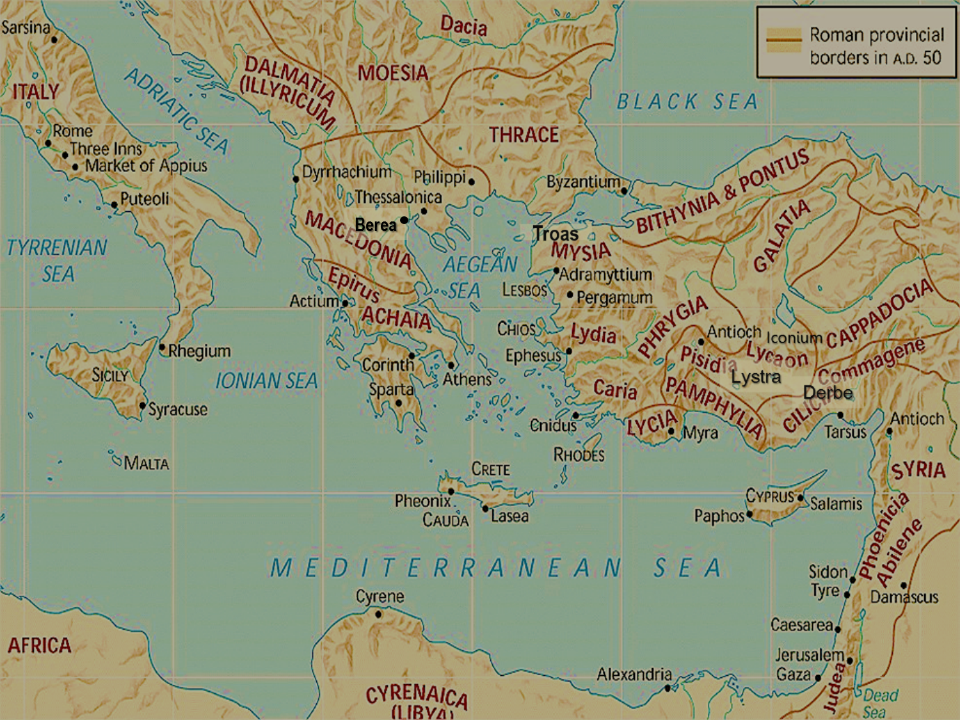 Sarsina
Dacia
Roman provincial
borders in A.D. 50
DALMATIA
(ILLYRICUM
MOESIA
ITALY
ADRIATIC SEA
BLACK SEA
Rome
Three Inns
Market of Appius
THRACE
Dyrrhachium
Philippi
Byzantium
BITHYNIA & PONTUS
Puteoli
Thessalonica
Berea
MACEDONIA
Troas
MYSIA
GALATIA
TYRRENIAN
SEA
AEGEAN
SEA
Adramyttium
LESBOS
Pergamum
Epirus
Actium
ACHAIA
CHIOS
Lydia
PHRYGIA
Antioch
Iconium
CAPPADOCIA
Rhegium
Ephesus
Pisidia
Lycaon
Commagene
SICILY
IONIAN SEA
Corinth
Athens
Sparta
Lystra
Derbe
Caria
PAMPHYLIA
CILIC
Syracuse
Cnidus
LYCIA
Myra
Tarsus
Antioch
MALTA
RHODES
CRETE
SYRIA
Pheonix
CAUDA
Lasea
CYPRUS
Salamis
Paphos
Phoenicia
Abilene
MEDITERRANEAN SEA
Sidon
Tyre
Damascus
Cyrene
Caesarea
AFRICA
Jerusalem
Gaza
Alexandria
Judea
CYRENAICA
(LIBYA)
Dead
Sea